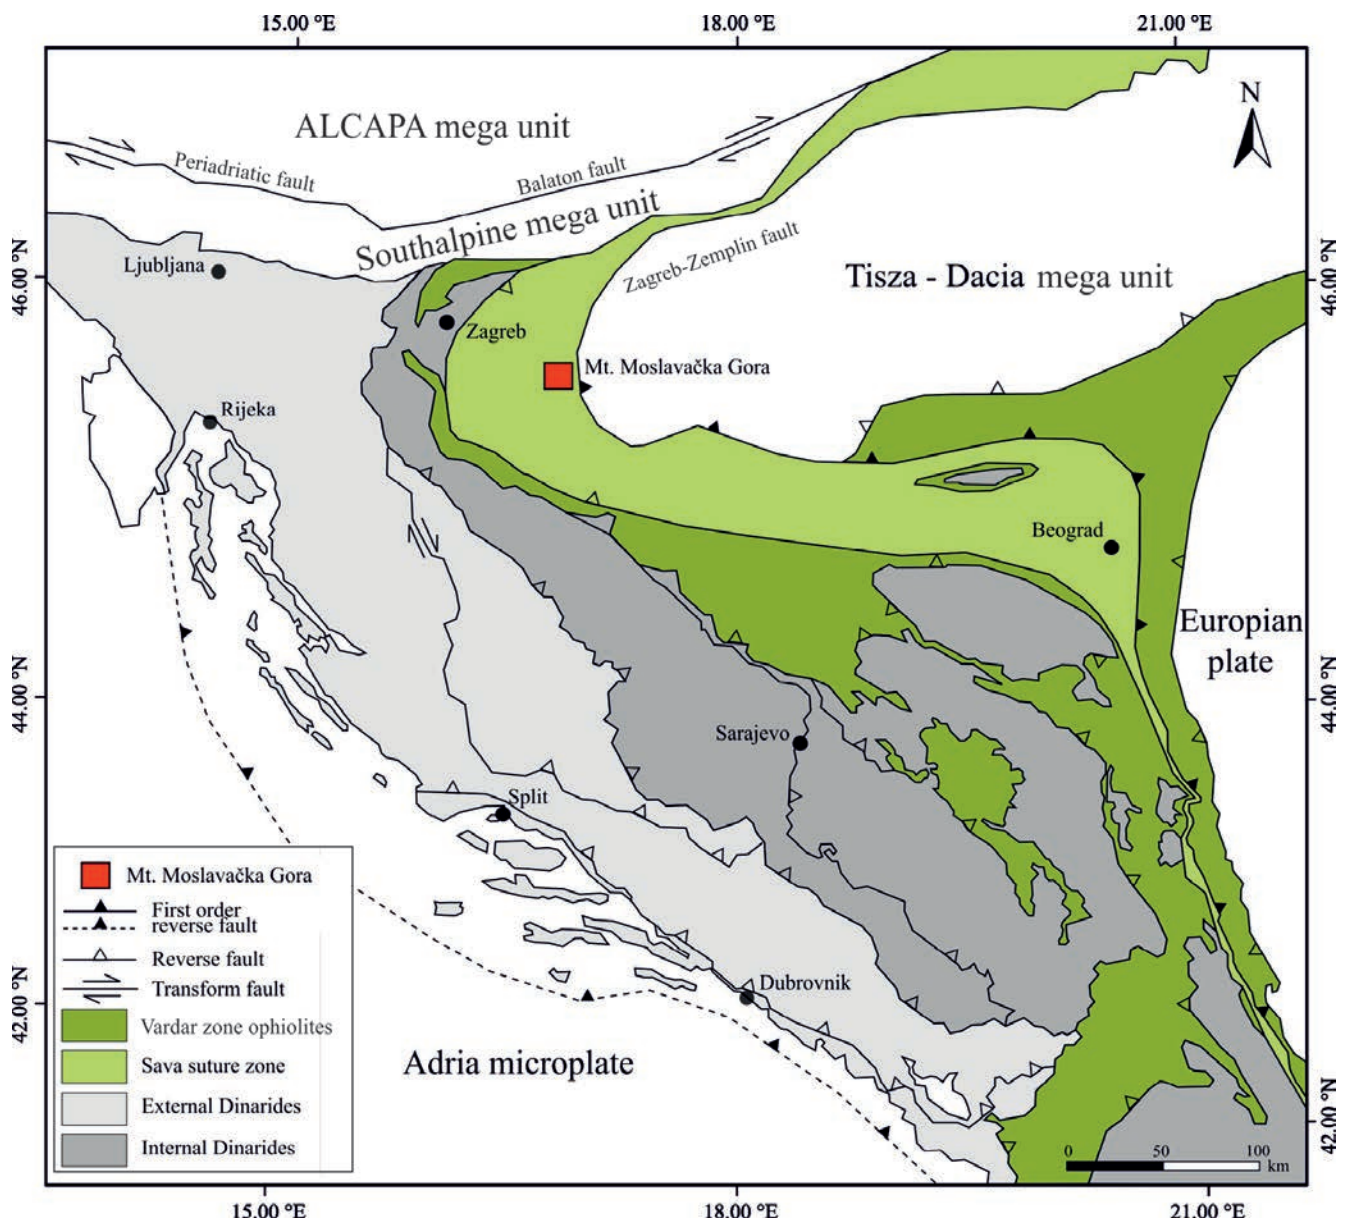 15.00 °E
18.00 °E
21.00 °E
N
ALCAPA mega unit
Periadriatic fault
Balaton fault
Southalpine mega unit
Zagreb-Zemplin fault
Tisza - Dacia mega unit
46.00 °N
46.00 °N
Ljubljana
Zagreb
Mt. Moslavačka Gora
Rijeka
Beograd
Europian
plate
44.00 °N
44.00 °N
Sarajevo
Split
Dubrovnik
Adria microplate
42.00 °N
42.00 °N
Mt. Moslavačka Gora
First order
reverse fault
Reverse fault
Transform fault
Vardar zone ophiolites
Sava suture zone
External Dinarides
Internal Dinarides
0 50 100
km
15.00 °E
18.00 °E
21.00 °E